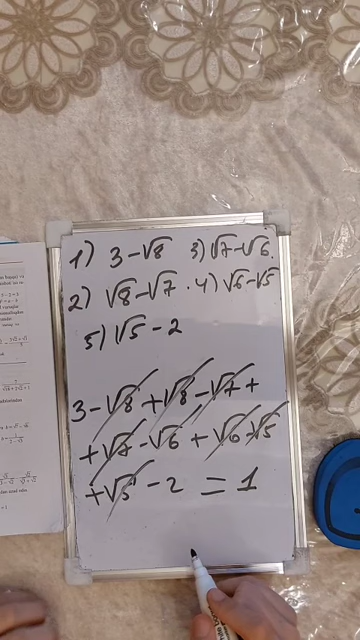 1) 3-√8 3) √7-√6.
2) √8-√7 . 4) √6-√5
5) √5-2
3-√8+√8-√7+
+√7-√6+√6-√5
+√5-2=1